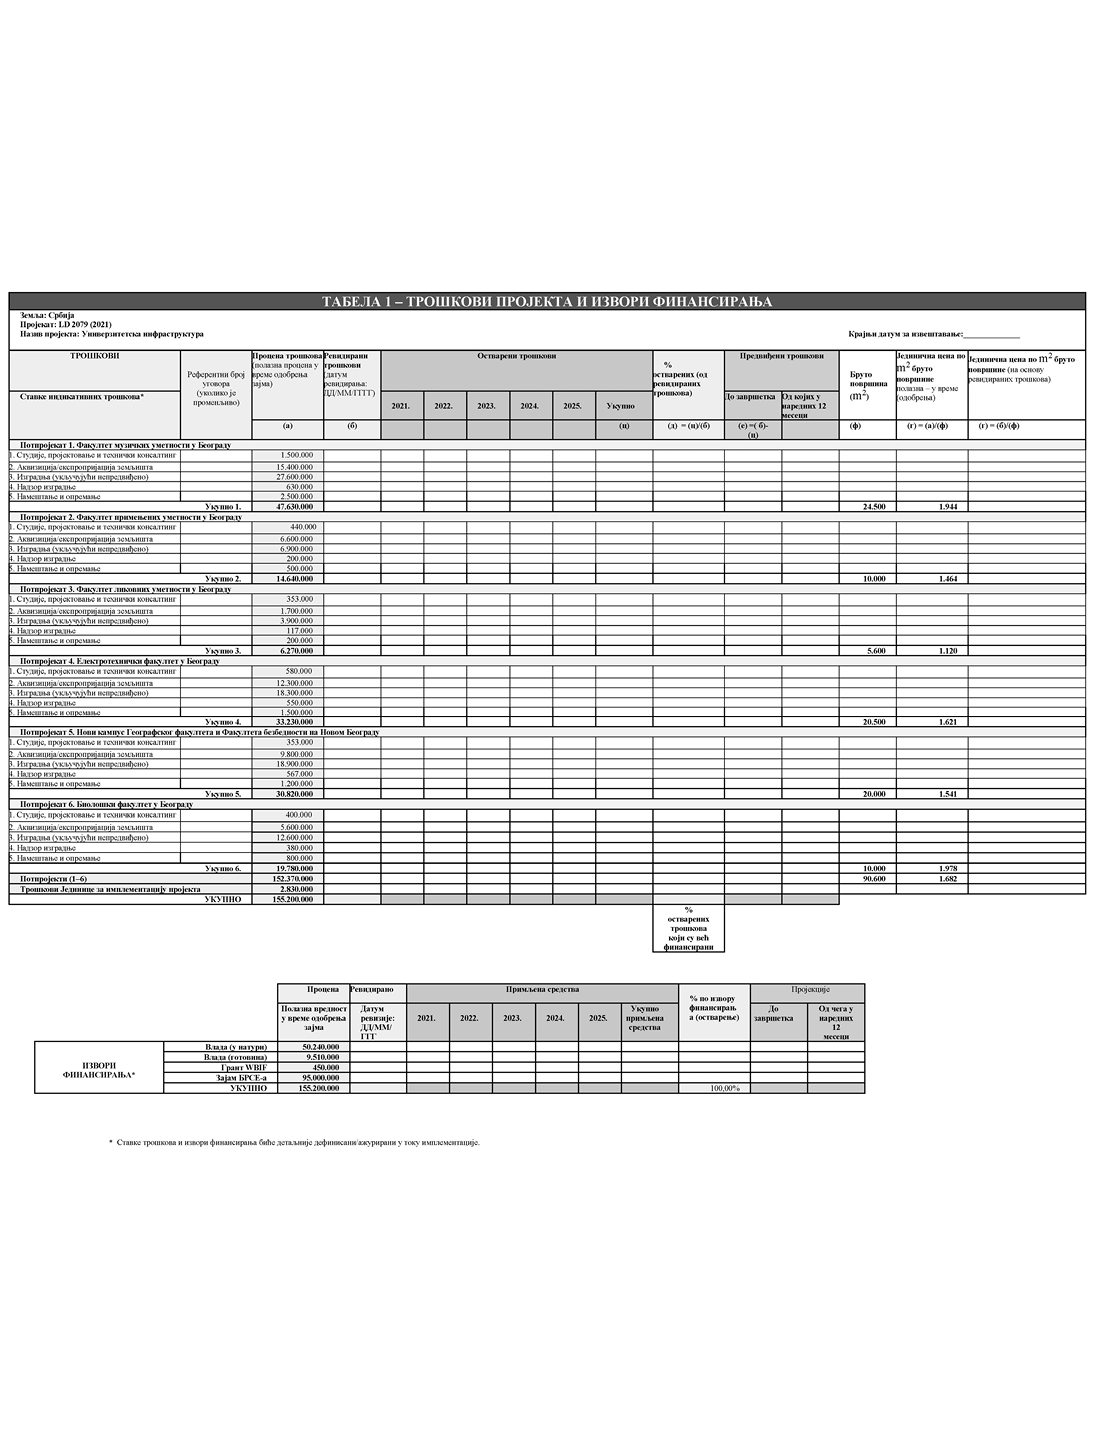 ТАБЕЛА 1 – ТРОШКОВИ ПРОЈЕКТА И ИЗВОРИ ФИНАНСИРАЊА
Земља: Србија
Пројекат: LD 2079 (2021)
Назив пројекта: Универзитетска инфраструктура Крајњи датум за извештавање:_____________
ТРОШКОВИ
Ставке индикативних трошкова*
Референтни број
уговора
(уколико је
променљиво)
Процена трошкова
(полазна процена у
време одобрења
зајма)
(а)
Ревидирани
трошкови
(датум
ревидирања:
ДД/ММ/ГГГГ)
(б)
Остварени трошкови
2021. 2022. 2023. 2024. 2025. Укупно
(ц)
%
остварених (од
ревидираних
трошкова)
(д) = (ц)/(б)
Предвиђени трошкови
До завршетка
(е) =( б)-
(ц)
Од којих у
наредних 12
месеци
Бруто
површина
(m²)
(ф)
Јединична цена по
m² бруто
површине
полазна – у време
(одобрења)
(г) = (а)/(ф)
Јединична цена по m² бруто
површине (на основу
ревидираних трошкова)
(г) = (б)/(ф)
Потпројекат 1. Факултет музичких уметности у Београду
1. Студије, пројектовање и технички консалтинг 1.500.000
2. Аквизиција/експропријација земљишта 15.400.000
3. Изградња (укључујући непредвиђено) 27.600.000
4. Надзор изградње 630.000
5. Намештање и опремање 2.500.000
Укупно 1. 47.630.000 24.500 1.944
Потпројекат 2. Факултет примењених уметности у Београду
1. Студије, пројектовање и технички консалтинг 440.000
2. Аквизиција/експропријација земљишта 6.600.000
3. Изградња (укључујући непредвиђено) 6.900.000
4. Надзор изградње 200.000
5. Намештање и опремање 500.000
Укупно 2. 14.640.000 10.000 1.464
Потпројекат 3. Факултет ликовних уметности у Београду
1. Студије, пројектовање и технички консалтинг 353.000
2. Аквизиција/експропријација земљишта 1.700.000
3. Изградња (укључујући непредвиђено) 3.900.000
4. Надзор изградње 117.000
5. Намештање и опремање 200.000
Укупно 3. 6.270.000 5.600 1.120
Потпројекат 4. Електротехнички факултет у Београду
1. Студије, пројектовање и технички консалтинг 580.000
2. Аквизиција/експропријација земљишта 12.300.000
3. Изградња (укључујући непредвиђено) 18.300.000
4. Надзор изградње 550.000
5. Намештање и опремање 1.500.000
Укупно 4. 33.230.000 20.500 1.621
Потпројекат 5. Нови кампус Географског факултета и Факултета безбедности на Новом Београду
1. Студије, пројектовање и технички консалтинг 353.000
2. Аквизиција/експропријација земљишта 9.800.000
3. Изградња (укључујући непредвиђено) 18.900.000
4. Надзор изградње 567.000
5. Намештање и опремање 1.200.000
Укупно 5. 30.820.000 20.000 1.541
Потпројекат 6. Биолошки факултет у Београду
1. Студије, пројектовање и технички консалтинг 400.000
2. Аквизиција/експропријација земљишта 5.600.000
3. Изградња (укључујући непредвиђено) 12.600.000
4. Надзор изградње 380.000
5. Намештање и опремање 800.000
Укупно 6. 19.780.000 10.000 1.978
Потпројекти (1–6) 152.370.000 90.600 1.682
Трошкови Јединице за имплементацију пројекта 2.830.000
УКУПНО 155.200.000
%
остварених
трошкова
који су већ
финансирани
Процена
Полазна вредност
у време одобрења
зајма
Ревидирано
Датум
ревизије:
ДД/ММ/
ГГГ
Примљена средства
2021. 2022. 2023. 2024. 2025. Укупно
примљена
средства
% по извору
финансирањ
а (остварење)
Пројекције
До
завршетка
Од чега у
наредних
12
месеци
ИЗВОРИ
ФИНАНСИРАЊА*
Влада (у натури) 50.240.000
Влада (готовина) 9.510.000
Грант WBIF 450.000
Зајам БРСЕ-а 95.000.000
УКУПНО 155.200.000 100,00%
* Ставке трошкова и извори финансирања биће детаљније дефинисани/ажурирани у току имплементације.